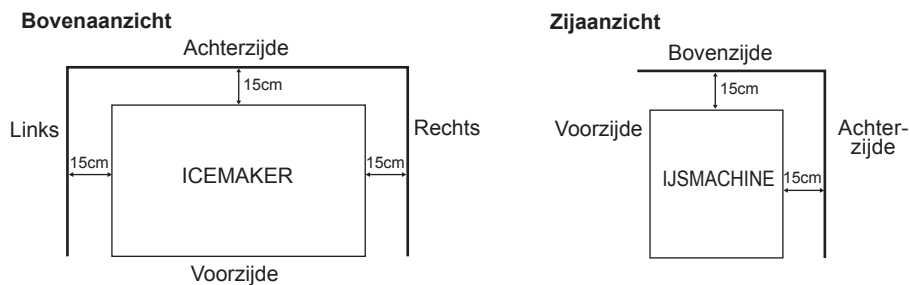 Bovenaanzicht
Achterzijde
15cm
Links
Rechts
15cm
ICEMAKER
15cm
Voorzijde
Zijaanzicht
Bovenzijde
15cm
Voorzijde
Achter-
zijde
IJSMACHINE
15cm